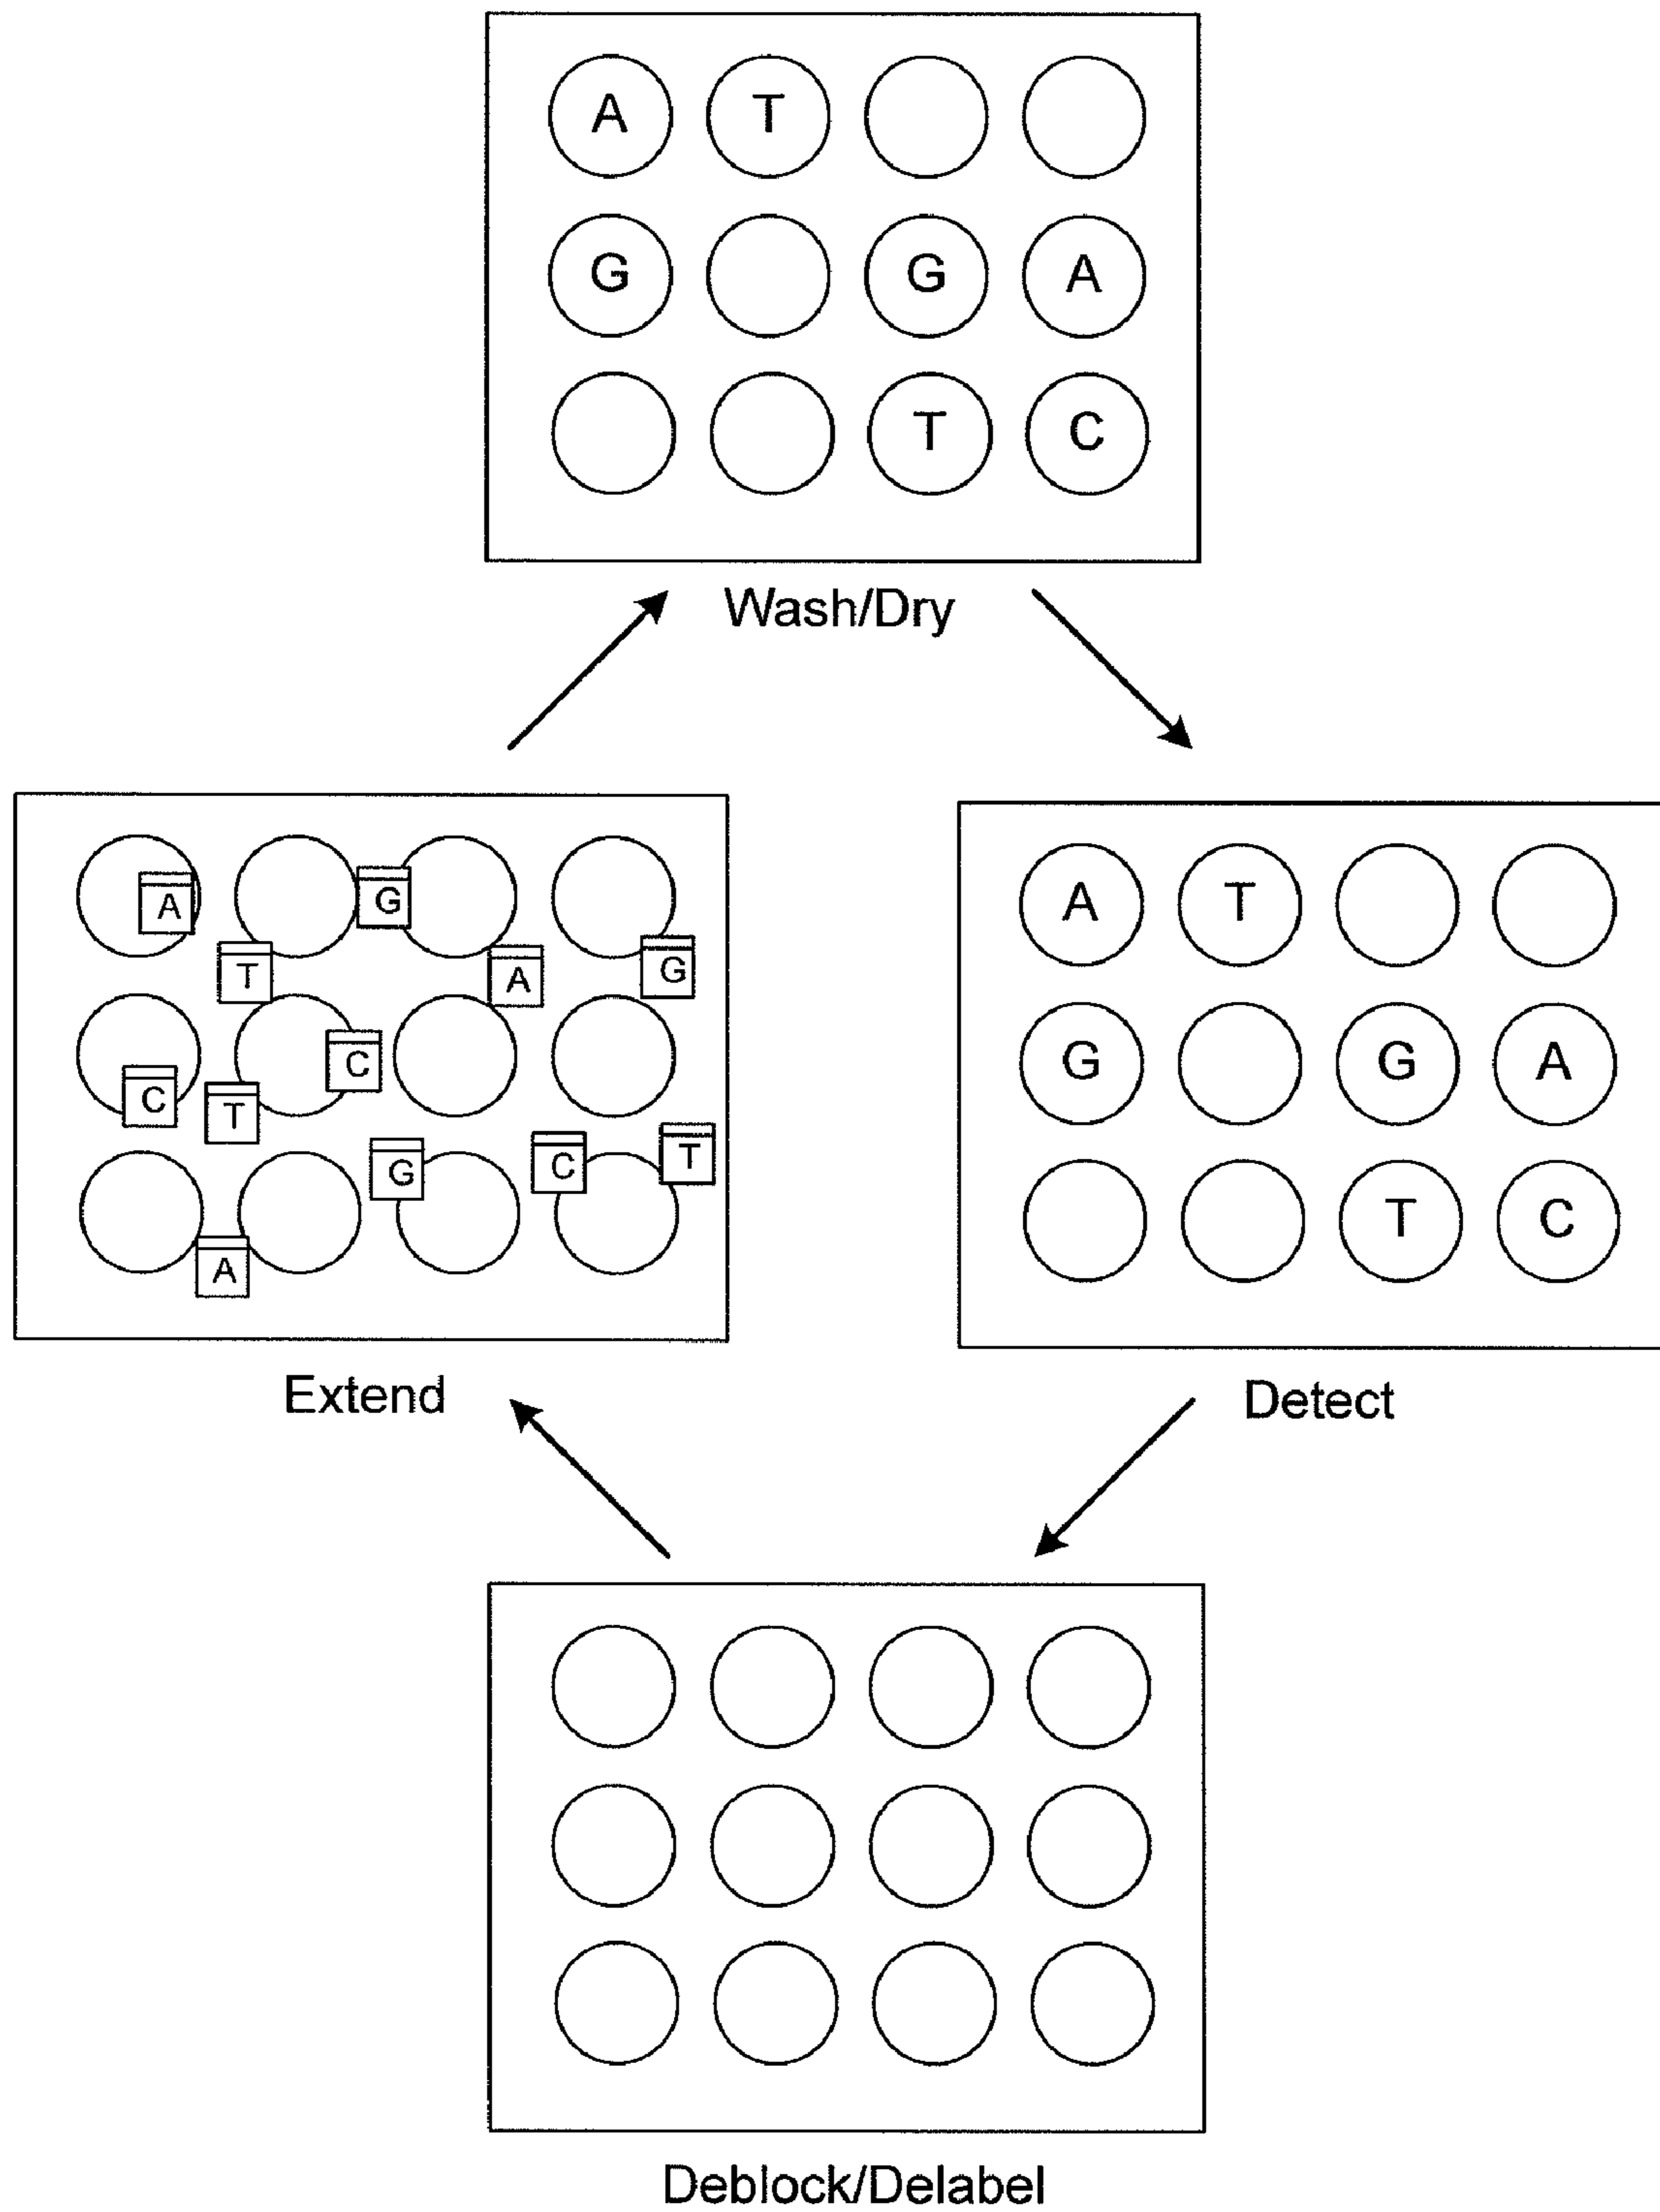 A T
G G A
T C
Wash/Dry
A G
T A G
C C
T
G C T
A
Extend
A T
G G A
T C
Detect
Deblock/Delabel